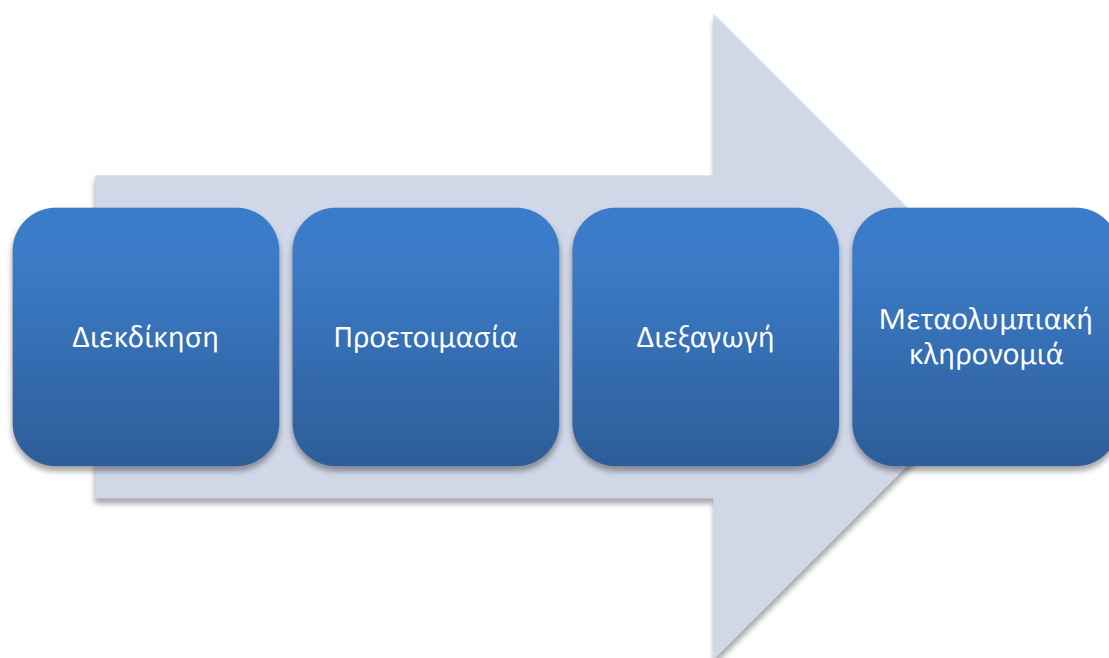 Διεκδίκηση
Προετοιμασία
Διεξαγωγή
Μεταολυμπιακή
κληρονομιά